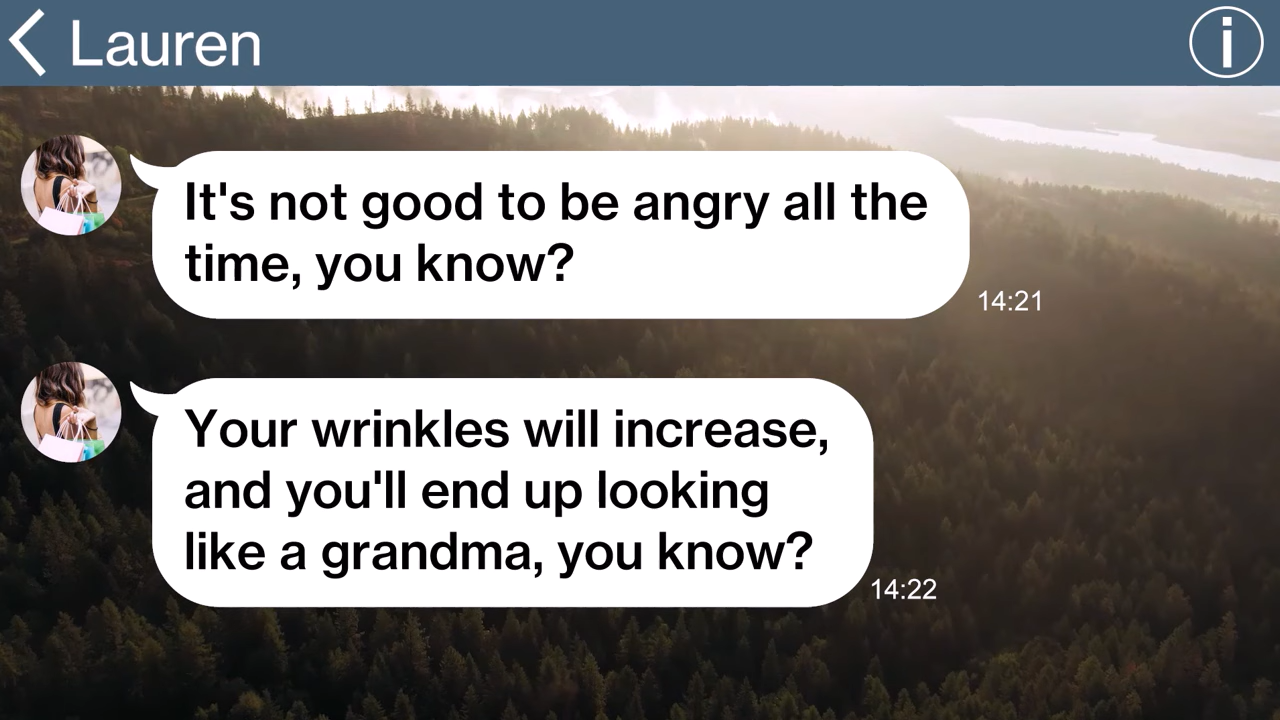 Lauren
It's not good to be angry all the
time, you know?
14:21
Your wrinkles will increase,
and you'll end up looking
like a grandma, you know?
14:22